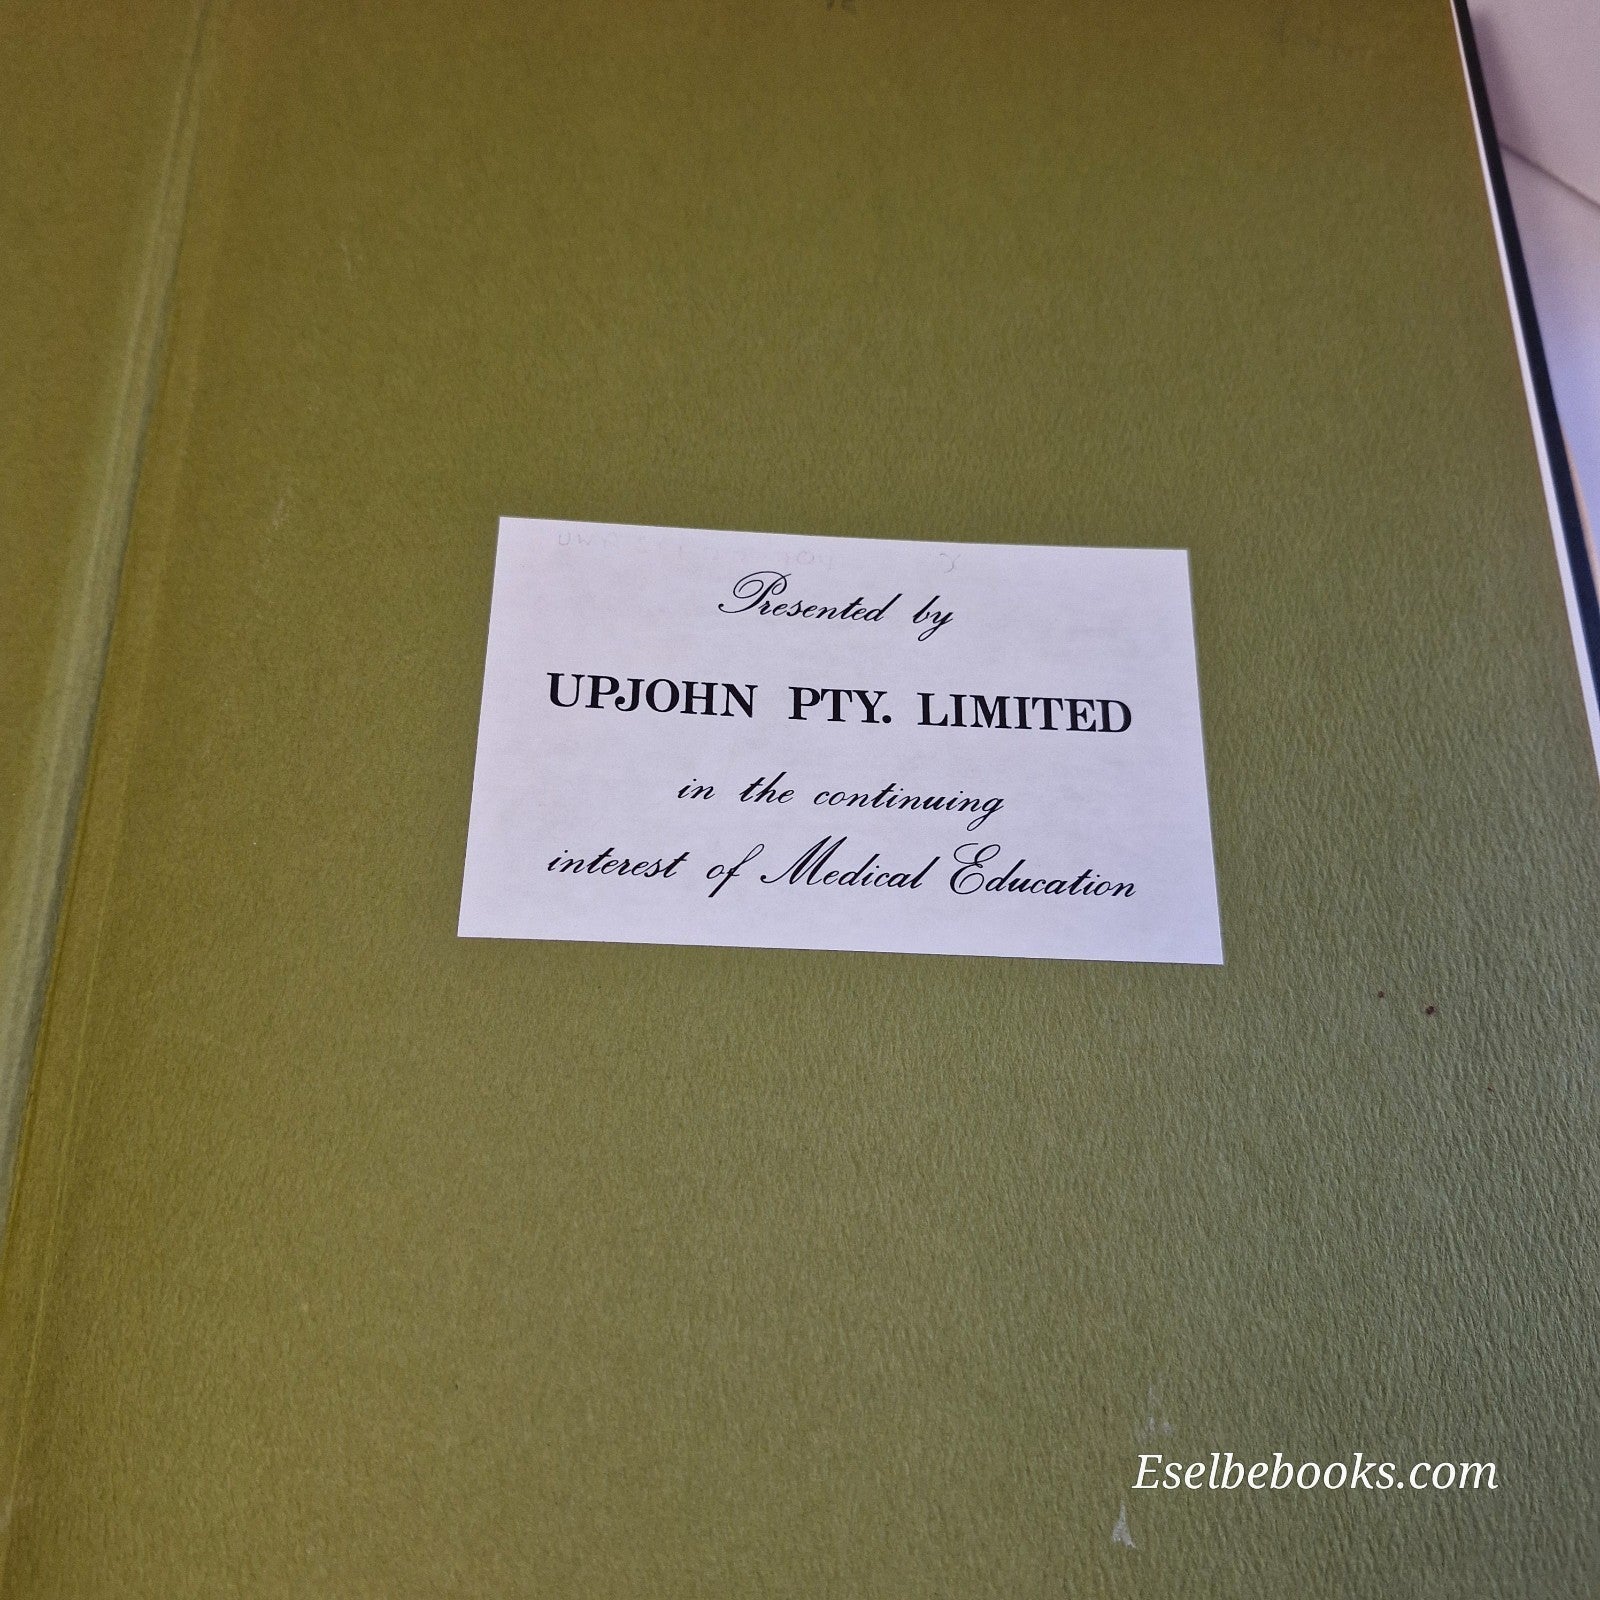 Presented by
UPJOHN PTY. LIMITED
in the continuing
interest of Medical Education
Eselbebooks.com